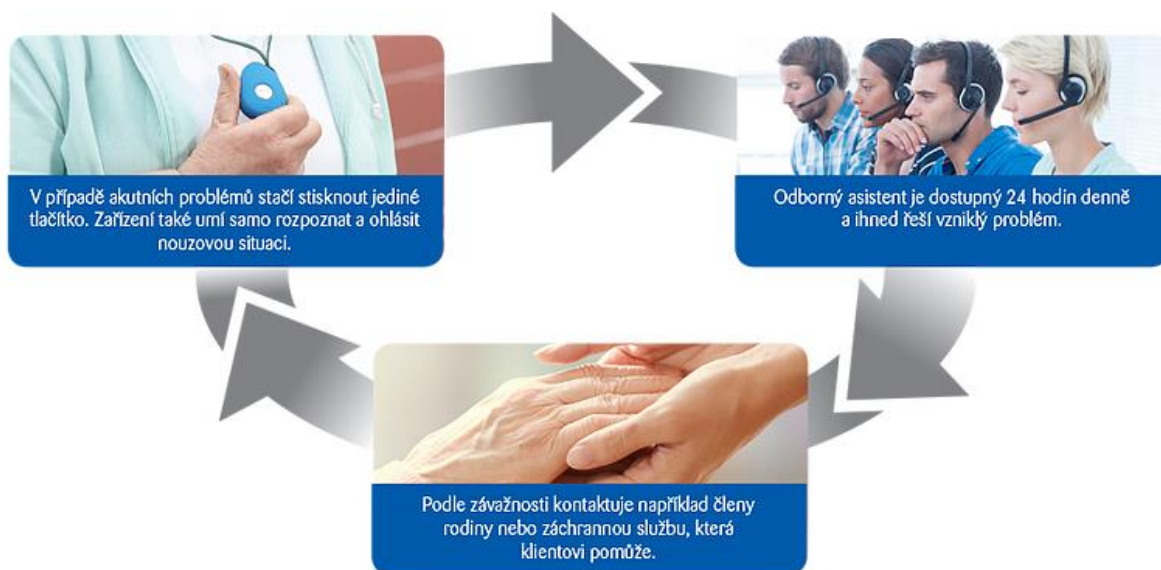 V případě akutních problémů stačí stisknout jediné
tlačítko. Zařízení také umí samo rozpoznat a ohlásit
nouzovou situaci.
Odborný asistent je dostupný 24 hodin denně
a ihned řeší vzniklý problém.
Podle závažnosti kontaktuje například členy
rodiny nebo záchrannou službu, která
klientovi pomůže.